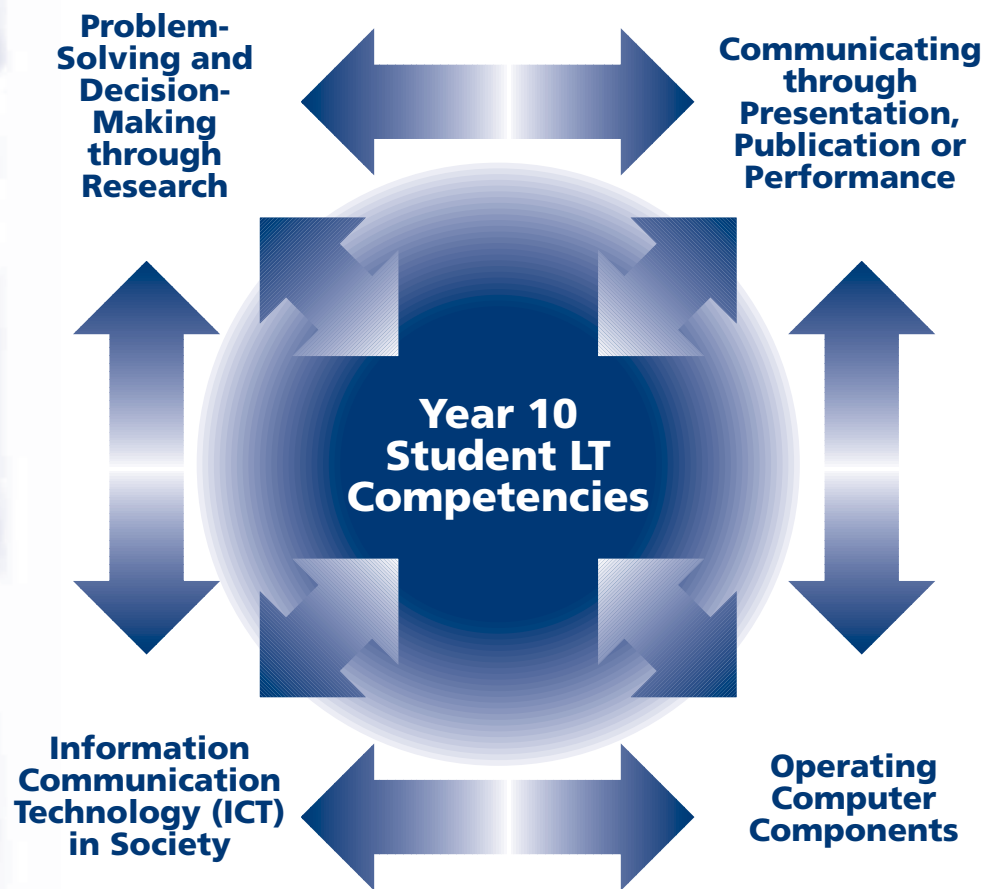 Problem-
Solving and
Decision-
Making
through
Research
Communicating
through
Presentation,
Publication or
Performance
Year 10
Student LT
Competencies
Information
Communication
Technology (ICT)
in Society
Operating
Computer
Components